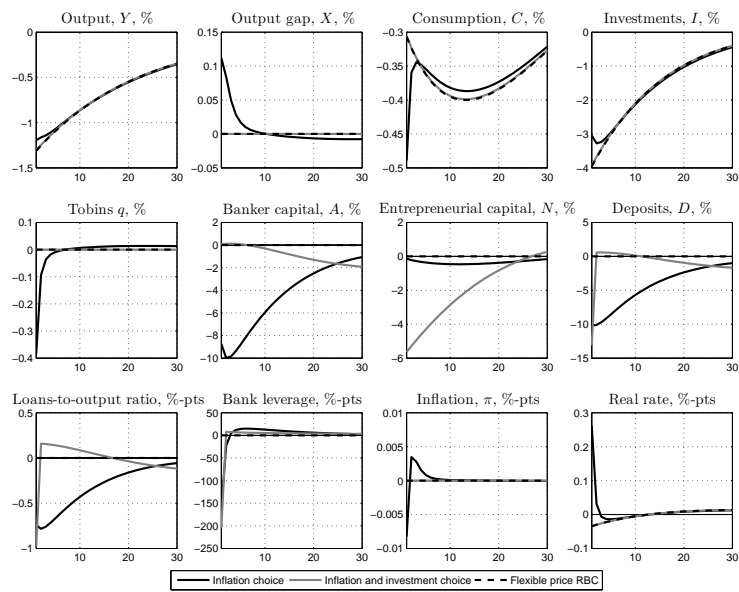 Output, Y, %
Output gap, X, %
Consumption, C, %
Investments, I, %
0
−0.5
−1
−1.5
10 20 30
0.15
0.1
0.05
0
−0.05
10 20 30
−0.3
−0.35
−0.4
−0.45
−0.5
10 20 30
0
−1
−2
−3
−4
10 20 30
Tobins q, %
Banker capital, A, %
Entrepreneurial capital, N, %
Deposits, D, %
0.1
0
−0.1
−0.2
−0.3
−0.4
10 20 30
2
0
−2
−4
−6
−8
−10
10 20 30
2
0
−2
−4
−6
10 20 30
5
0
−5
−10
−15
10 20 30
Loans-to-output ratio, %-pts
Bank leverage, %-pts
Inflation, π, %-pts
Real rate, %-pts
0.5
0
0.5
1
10 20 30
50
0
−50
−100
−150
−200
−250
10 20 30
0.01
0.005
0
−0.005
−0.01
10 20 30
0.3
0.2
0.1
0
0.1
10 20 30
Inflation choice
Inflation and investment choice
Flexible price RBC